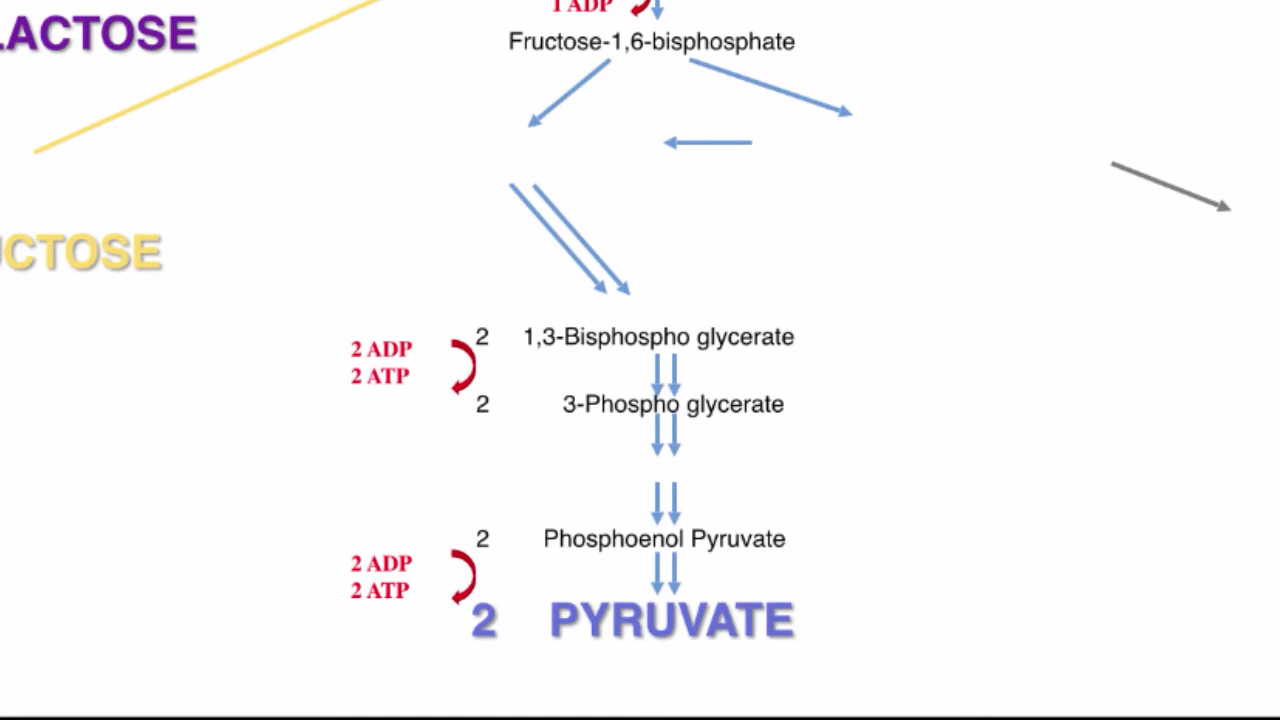 1 ADP
LACTOSE
Fructose-1,6-bisphosphate
UCTOSE
2 1,3-Bisphospho glycerate
2 ADP
2 ATP
2 3-Phospho glycerate
2 Phosphoenol Pyruvate
2 ADP
2 ATP
2 PYRUVATE